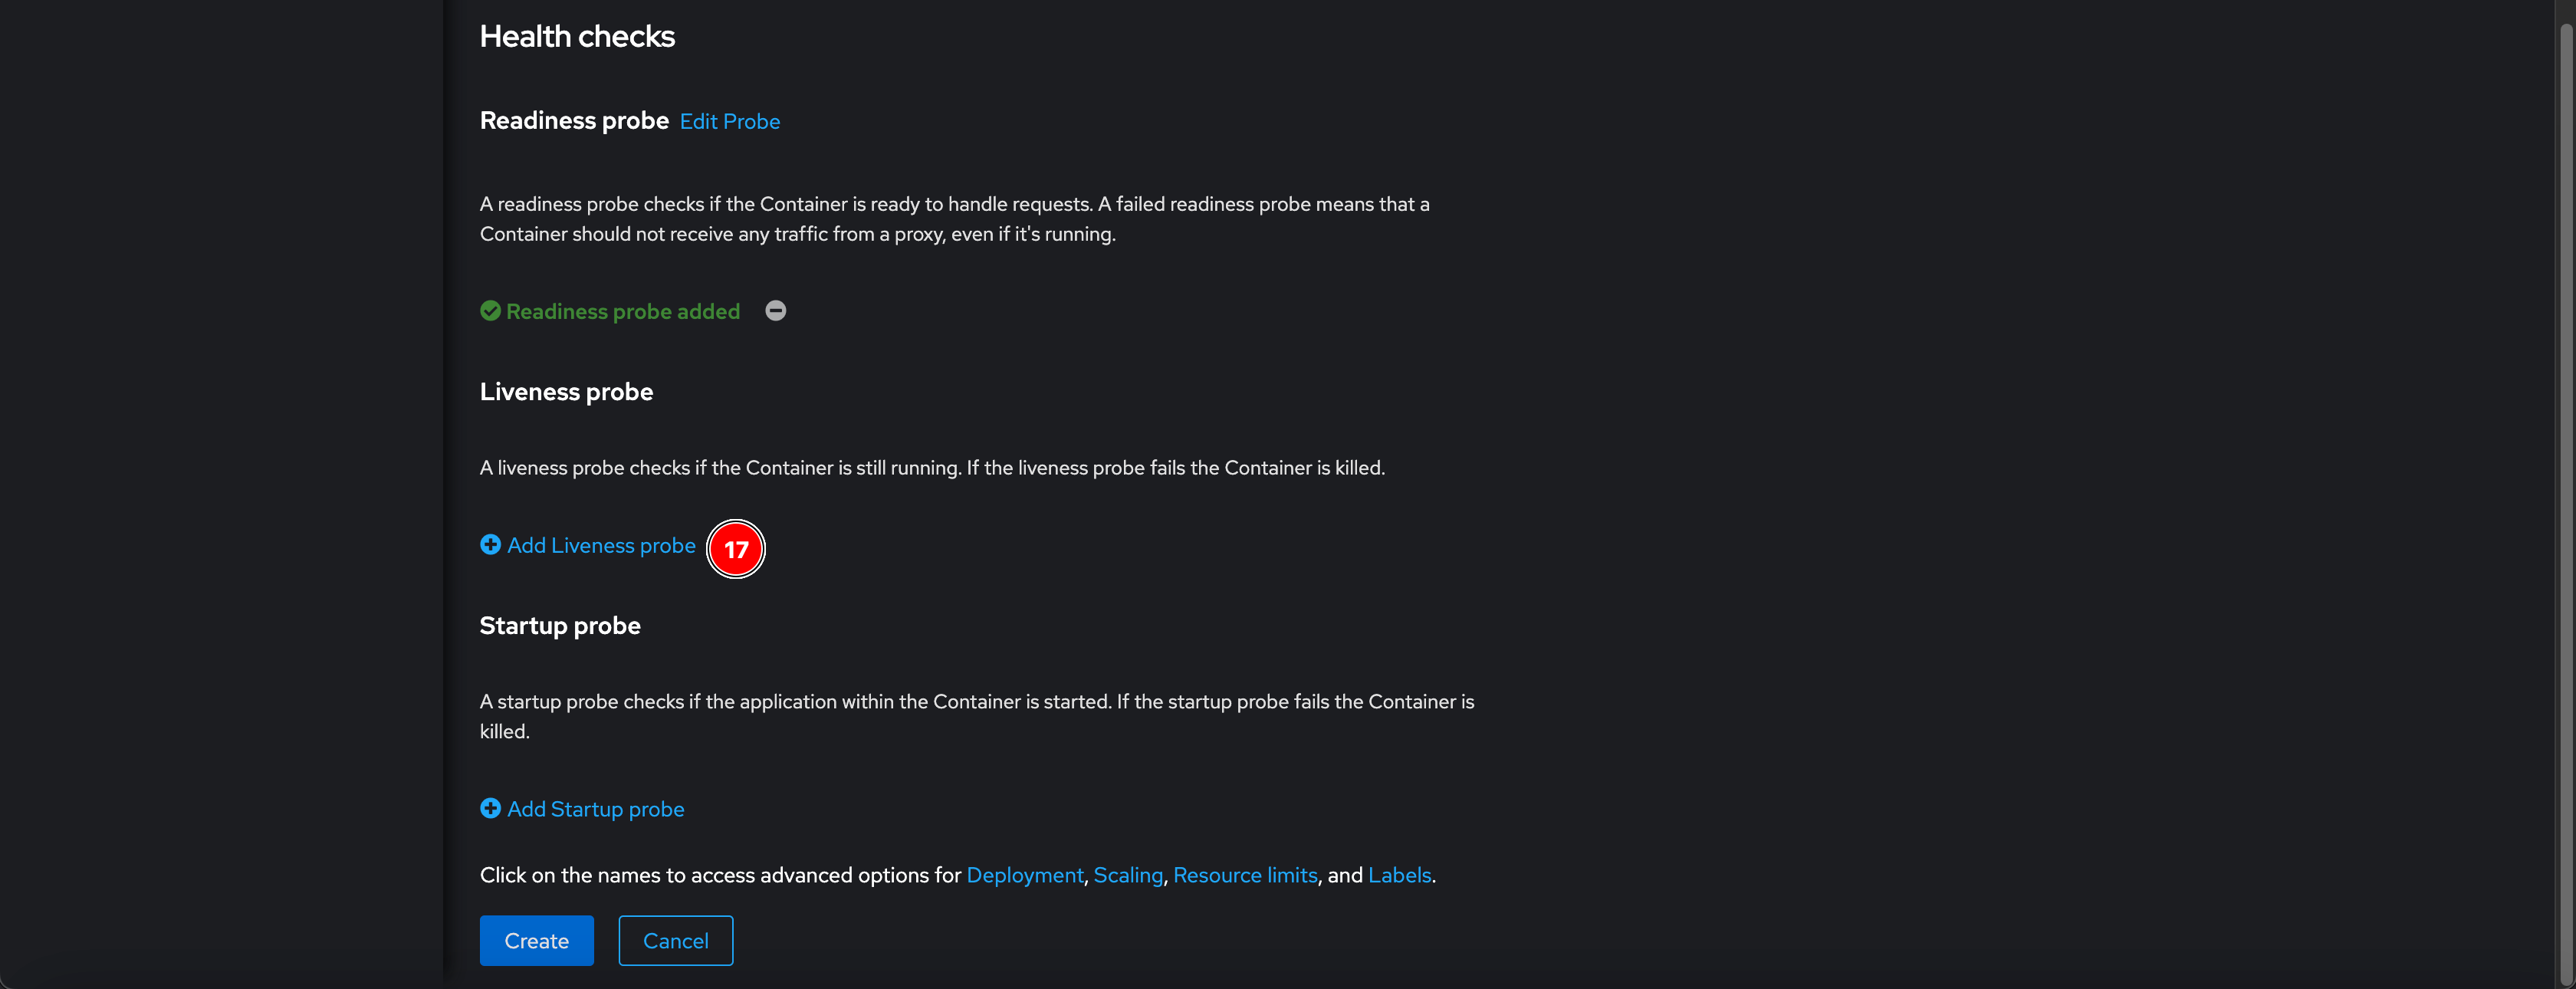 Health checks
Readiness probe Edit Probe
A readiness probe checks if the Container is ready to handle requests. A failed readiness probe means that a
Container should not receive any traffic from a proxy, even if it's running.
Readiness probe added
Liveness probe
A liveness probe checks if the Container is still running. If the liveness probe fails the Container is killed.
Add Liveness probe 17
Startup probe
A startup probe checks if the application within the Container is started. If the startup probe fails the Container is
killed.
Add Startup probe
Click on the names to access advanced options for Deployment, Scaling, Resource limits, and Labels.
Create Cancel